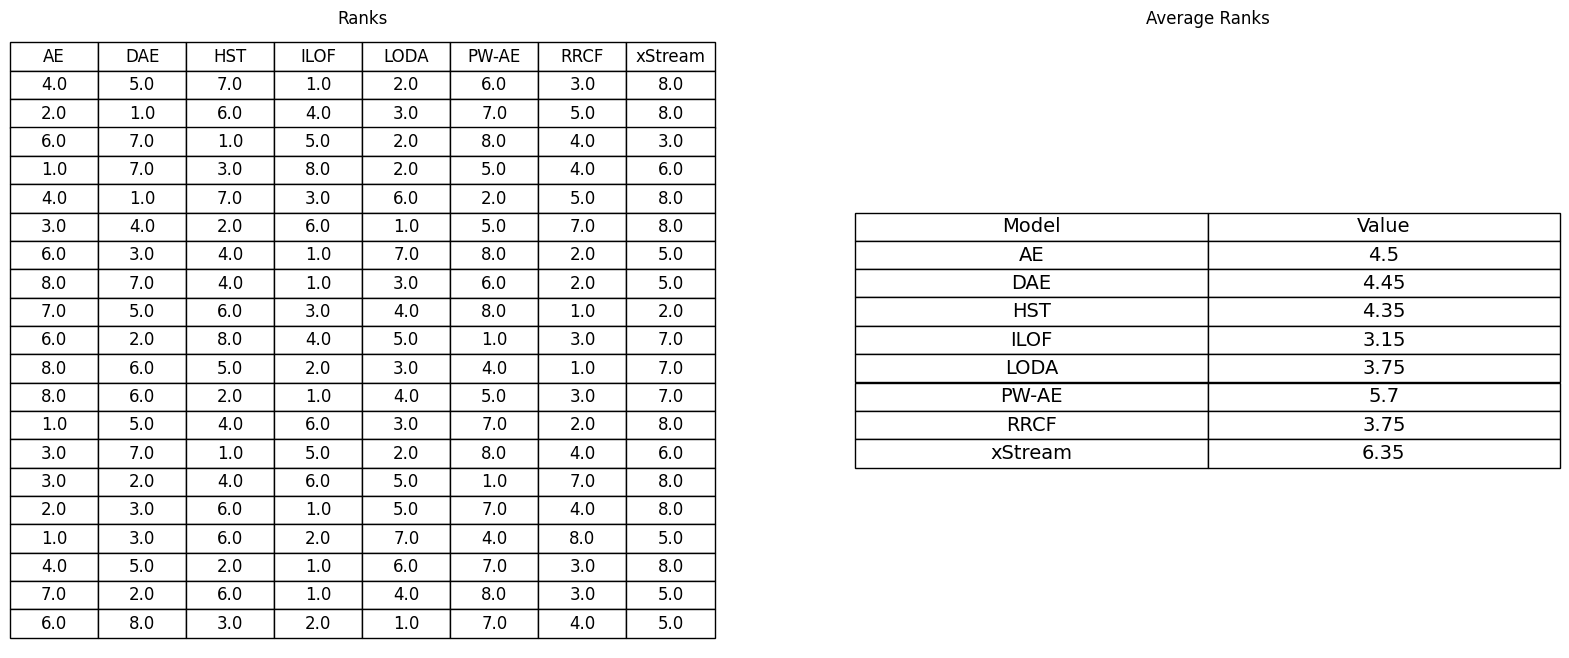 Ranks
AE DAE HST ILOF LODA PW-AE RRCF xStream
4.0 5.0 7.0 1.0 2.0 6.0 3.0 8.0
2.0 1.0 6.0 4.0 3.0 7.0 5.0 8.0
6.0 7.0 1.0 5.0 2.0 8.0 4.0 3.0
1.0 7.0 3.0 8.0 2.0 5.0 4.0 6.0
4.0 1.0 7.0 3.0 6.0 2.0 5.0 8.0
3.0 4.0 2.0 6.0 1.0 5.0 7.0 8.0
6.0 3.0 4.0 1.0 7.0 8.0 2.0 5.0
8.0 7.0 4.0 1.0 3.0 6.0 2.0 5.0
7.0 5.0 6.0 3.0 4.0 8.0 1.0 2.0
6.0 2.0 8.0 4.0 5.0 1.0 3.0 7.0
8.0 6.0 5.0 2.0 3.0 4.0 1.0 7.0
8.0 6.0 2.0 1.0 4.0 5.0 3.0 7.0
1.0 5.0 4.0 6.0 3.0 7.0 2.0 8.0
3.0 7.0 1.0 5.0 2.0 8.0 4.0 6.0
3.0 2.0 4.0 6.0 5.0 1.0 7.0 8.0
2.0 3.0 6.0 1.0 5.0 7.0 4.0 8.0
1.0 3.0 6.0 2.0 7.0 4.0 8.0 5.0
4.0 5.0 2.0 1.0 6.0 7.0 3.0 8.0
7.0 2.0 6.0 1.0 4.0 8.0 3.0 5.0
6.0 8.0 3.0 2.0 1.0 7.0 4.0 5.0
Average Ranks
Model Value
AE 4.5
DAE 4.45
HST 4.35
ILOF 3.15
LODA 3.75
PW-AE 5.7
RRCF 3.75
xStream 6.35